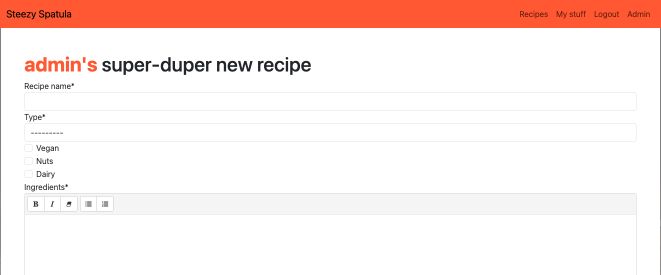 Steezy Spatula Recipes My stuff Logout Admin
admin's super-duper new recipe
Recipe name*
Type*
---------
Vegan
Nuts
Dairy
Ingredients*
B I